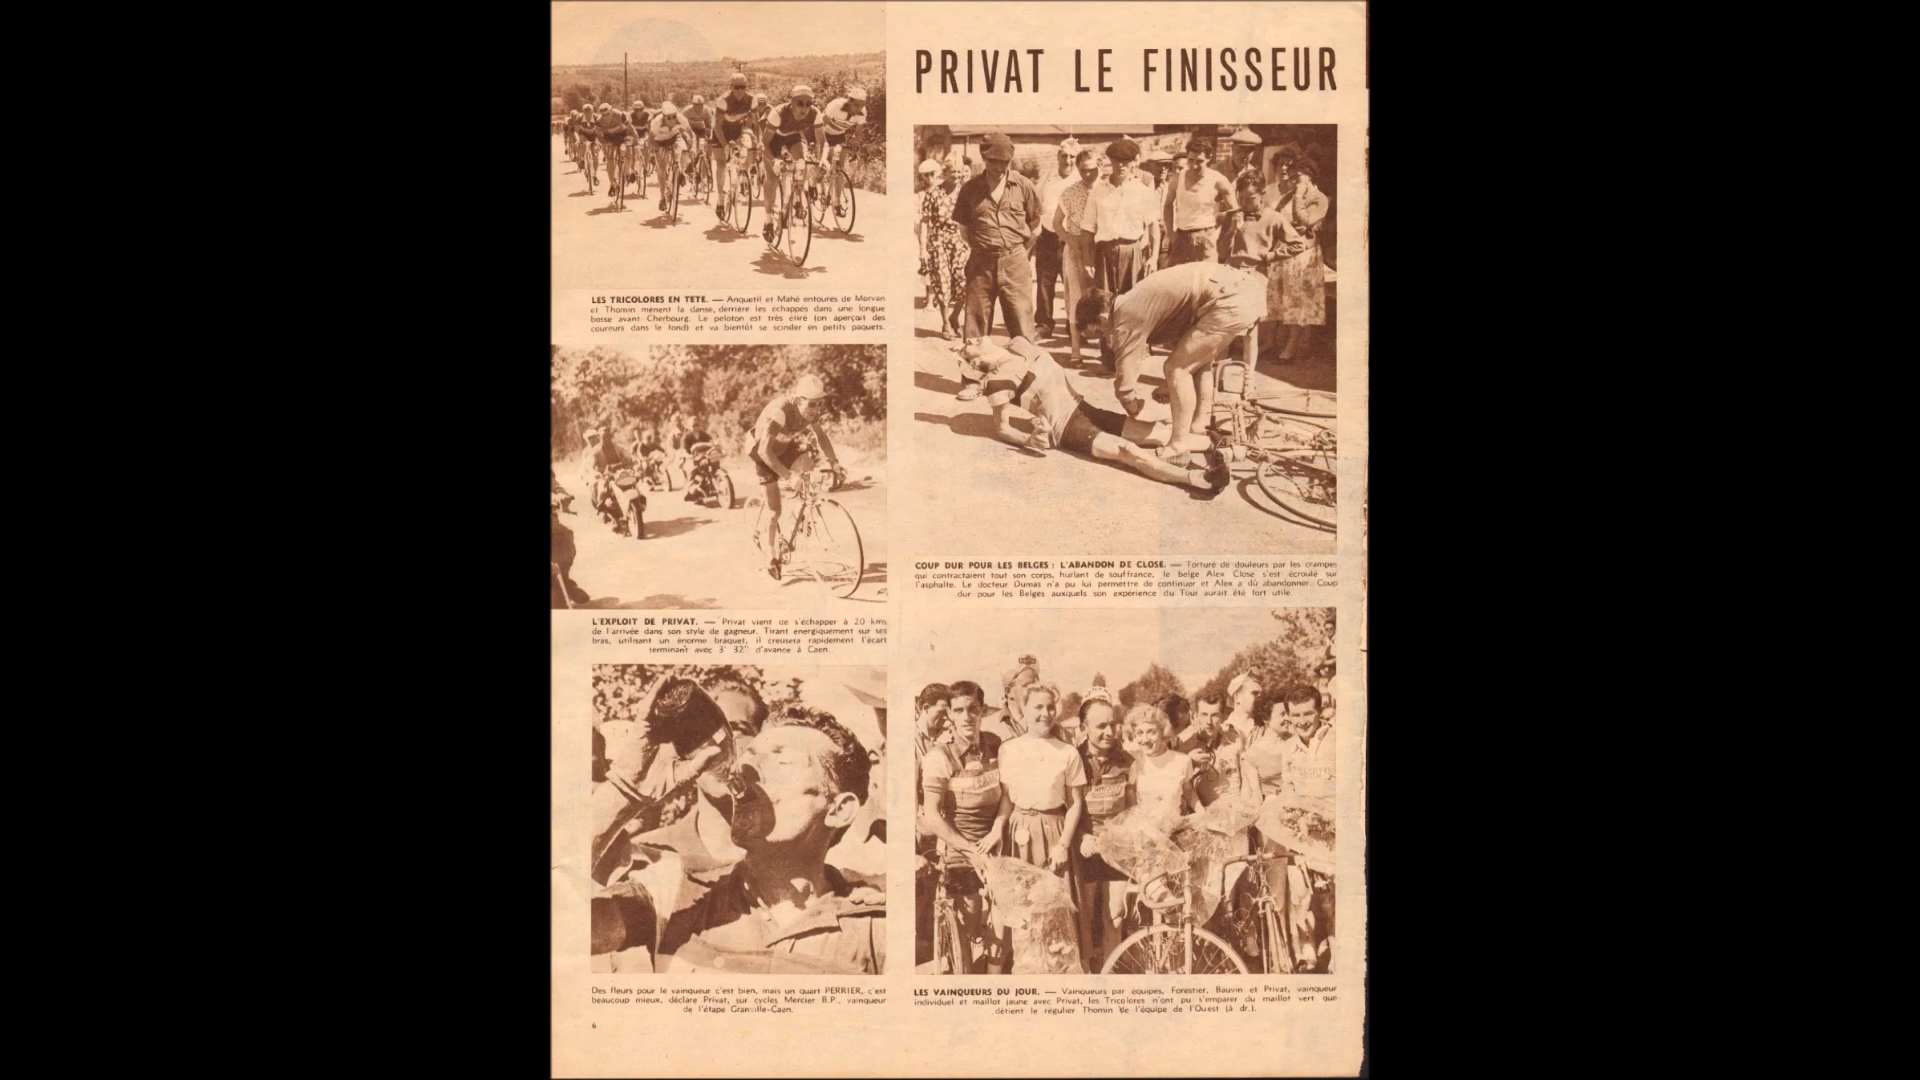 PRIVAT LE FINISSEUR
LES TRICOLORES EN TETE. — Anquetil et Mahé entourés de Morvan
et Thomin mènent la danse, derrière les échappés dans une longue
bosse avant Cherbourg. Le peloton est très étiré (on aperçoit des
coureurs dans le fond) et va bientôt se scinder en petits paquets.
L'EXPLOIT DE PRIVAT. — Privat vient de s'échapper à 20 kms
de l'arrivée dans son style de gagneur. Tirant énergiquement sur ses
bras, utilisant un énorme braquet, il creusera rapidement l'écart
terminant avec 3' 32" d'avance à Caen.
Des fleurs pour le vainqueur c'est bien, mais un quart PERRIER, c'est
beaucoup mieux, déclare Privat, sur cycles Mercier B.P., vainqueur
de l'étape Granville-Caen.
6
COUP DUR POUR LES BELGES : L'ABANDON DE CLOSE. — Torturé de douleurs par les crampes
qui contractaient tout son corps, hurlant de souffrance, le belge Alex Close s'est écroulé sur
l'asphalte. Le docteur Dumas n'a pu lui permettre de continuer et Alex a dû abandonner. Coup
dur pour les Belges auxquels son expérience du Tour aurait été fort utile.
LES VAINQUEURS DU JOUR. — Vainqueurs par équipes, Forestier, Bauvin et Privat, vainqueur
individuel et maillot jaune avec Privat, les Tricolores n'ont pu s'emparer du maillot vert que
détient le régulier Thomin de l'équipe de l'Ouest (à dr.).